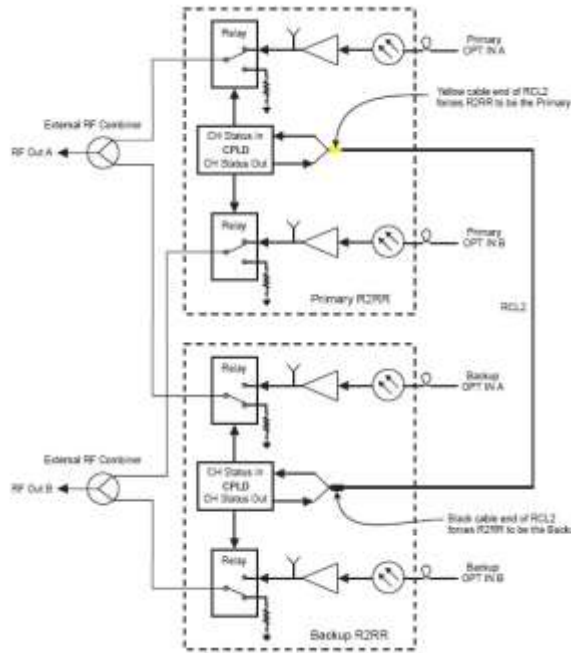 Relay
Primary
OPT IN A
Yellow cable end of RCL2
forces R2RR to be the Primary
External RF Combiner
RF Out A
CH Status In
CPLD
CH Status Out
Relay
Primary
OPT IN B
Primary R2RR
RCL2
Relay
Backup
OPT IN A
External RF Combiner
RF Out B
CH Status In
CPLD
CH Status Out
Black cable end of RCL2
forces R2RR to be the Back
Relay
Backup
OPT IN B
Backup R2RR